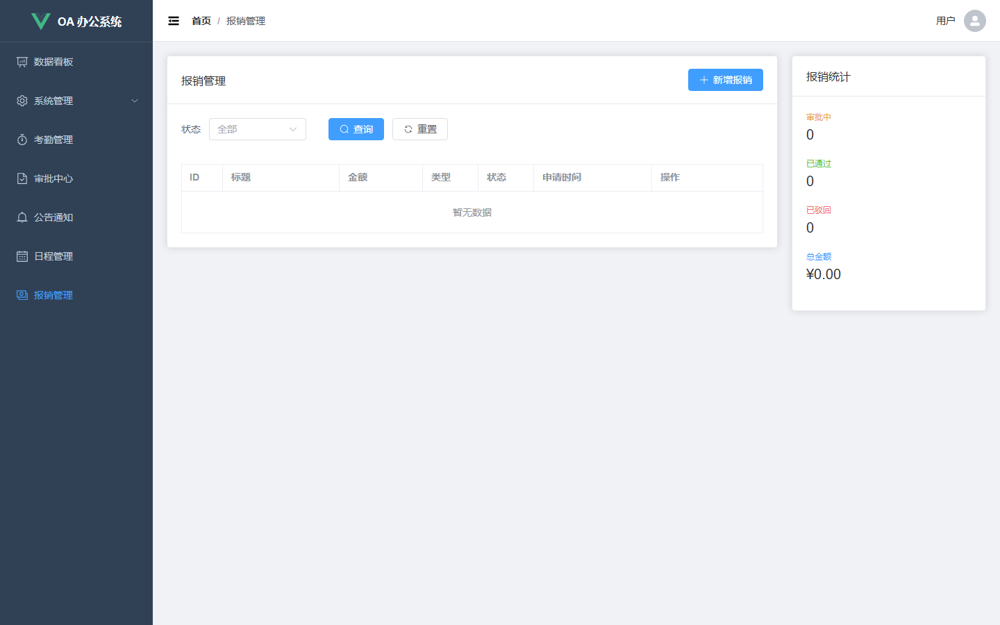 OA 办公系统
数据看板
系统管理
考勤管理
审批中心
公告通知
日程管理
报销管理
首页 / 报销管理
用户
报销管理
新增报销
状态 全部 查询 重置
ID 标题 金额 类型 状态 申请时间 操作
暂无数据
报销统计
审批中
0
已通过
0
已驳回
0
总金额
¥0.00